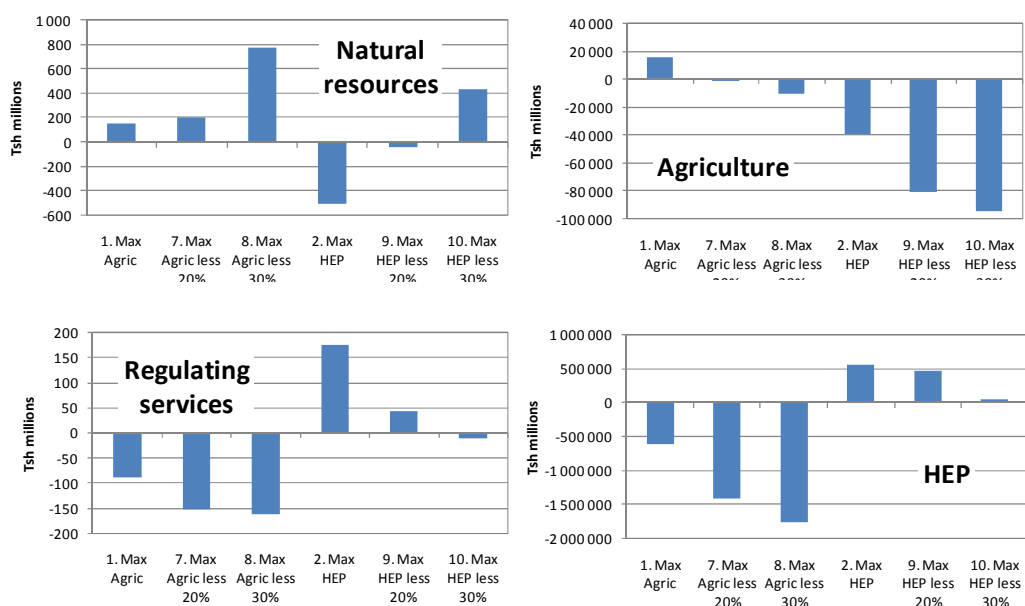 Natural
resources
Tsh millions
1 000
800
600
400
200
0
-200
-400
-600
1. Max
Agric
7. Max
Agric less
20%
8. Max
Agric less
30%
2. Max
HEP
9. Max
HEP less
20%
10. Max
HEP less
30%
Agriculture
Tsh millions
40 000
20 000
0
-20 000
-40 000
-60 000
-80 000
-100 000
1. Max
Agric
7. Max
Agric less
8. Max
Agric less
2. Max
HEP
9. Max
HEP less
10. Max
HEP less
Regulating
services
Tsh millions
200
150
100
50
0
-50
-100
-150
-200
1. Max
Agric
7. Max
Agric less
20%
8. Max
Agric less
30%
2. Max
HEP
9. Max
HEP less
20%
10. Max
HEP less
30%
HEP
Tsh millions
1 000 000
500 000
0
-500 000
-1 000 000
-1 500 000
-2 000 000
1. Max
Agric
7. Max
Agric less
20%
8. Max
Agric less
30%
2. Max
HEP
9. Max
HEP less
20%
10. Max
HEP less
30%